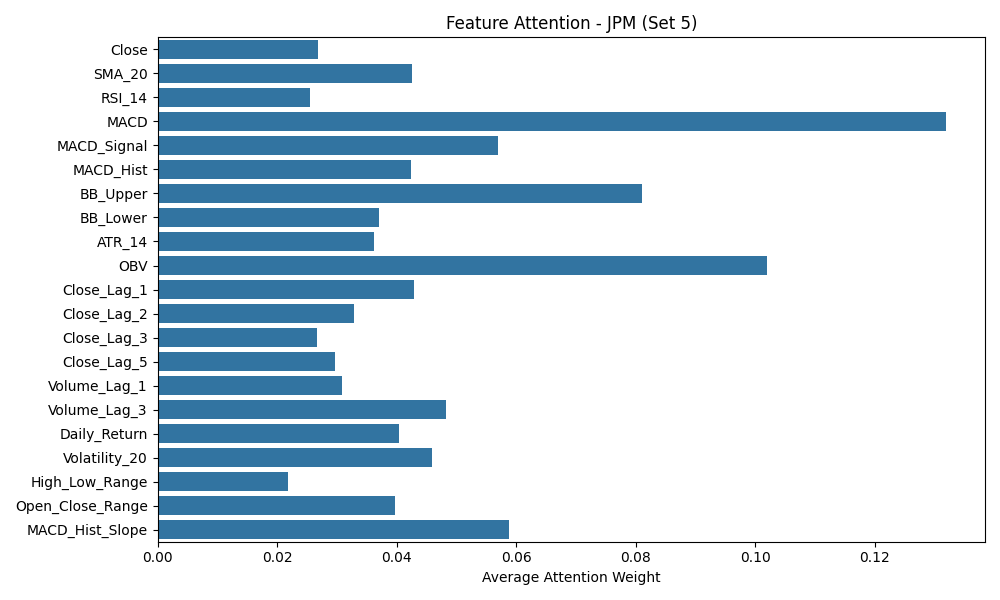 Feature Attention - JPM (Set 5)
Close
SMA_20
RSI_14
MACD
MACD_Signal
MACD_Hist
BB_Upper
BB_Lower
ATR_14
OBV
Close_Lag_1
Close_Lag_2
Close_Lag_3
Close_Lag_5
Volume_Lag_1
Volume_Lag_3
Daily_Return
Volatility_20
High_Low_Range
Open_Close_Range
MACD_Hist_Slope
0.00 0.02 0.04 0.06 0.08 0.10 0.12
Average Attention Weight